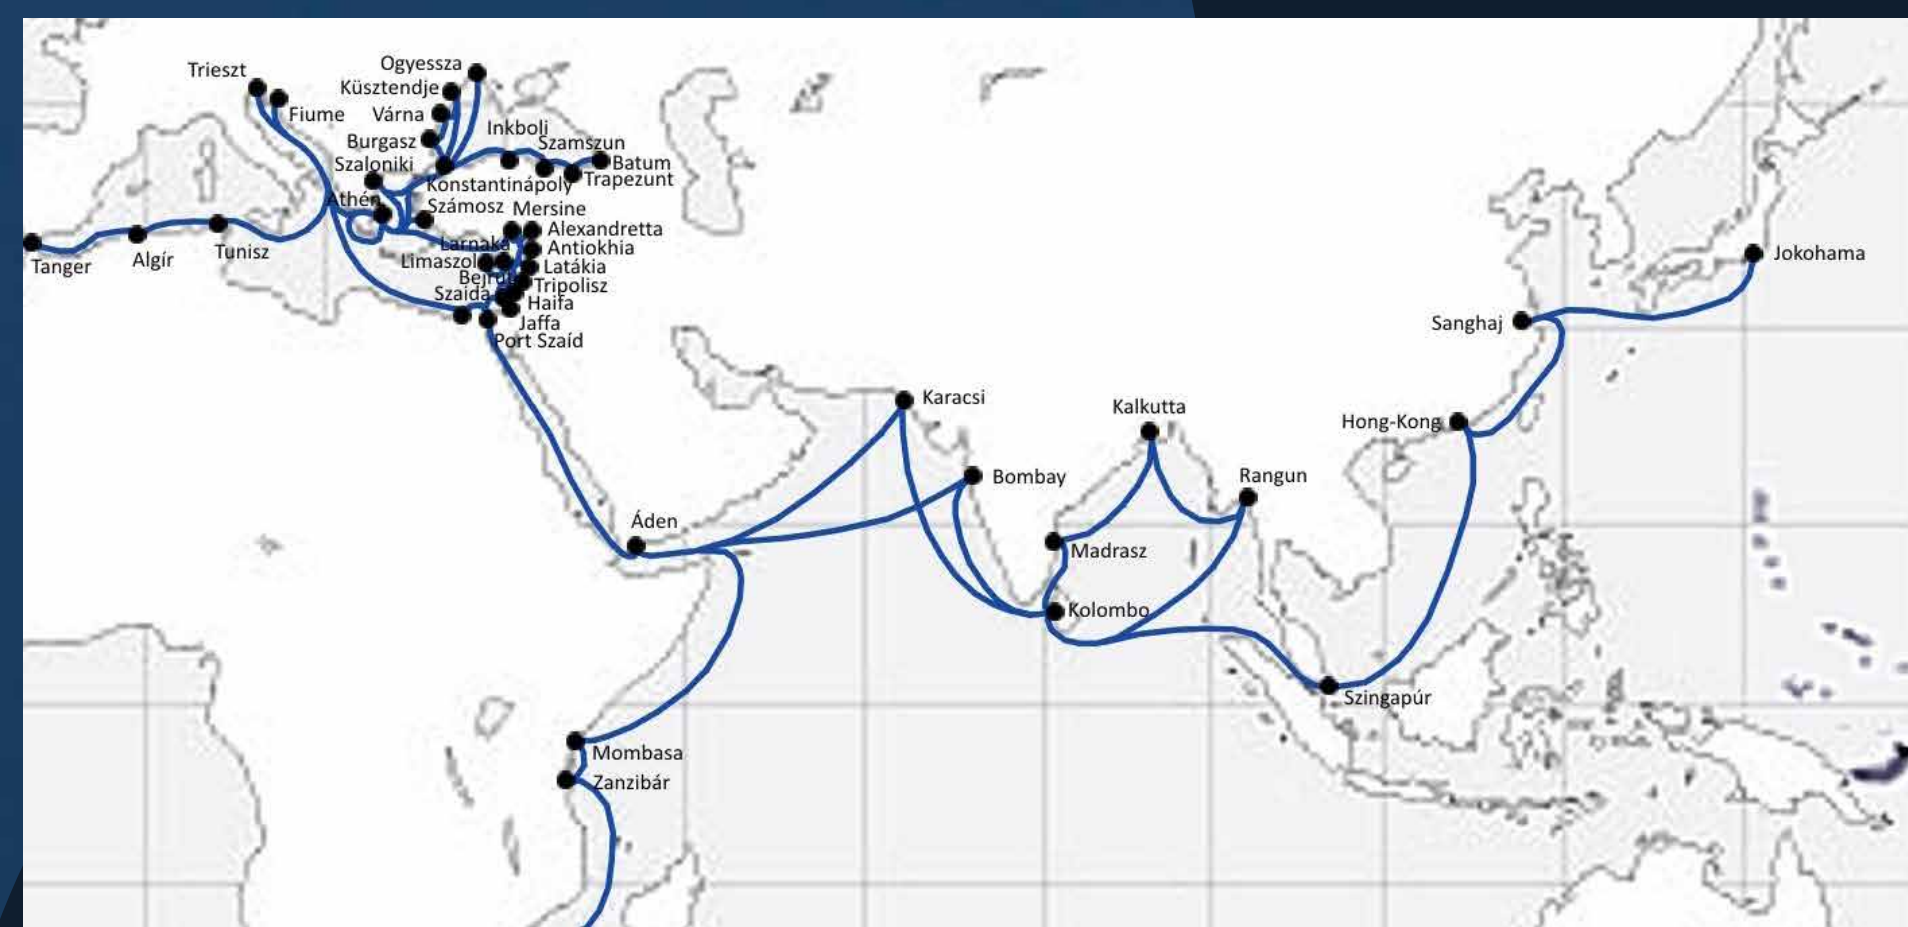 Ogyessza
Trieszt
Küsztendje
Fiume
Várna
Inkboli
Burgasz
Szamszun
Szaloniki
Batum
Konstantinápoly
Trapezunt
Athén
Számosz
Mersine
Alexandretta
Larnaka
Antiokhia
Tanger
Algír
Tunisz
Limaszol
Latákia
Bejrut
Tripolisz
Szaida
Haifa
Jaffa
Port Szaíd
Jokohama
Sanghaj
Karacsi
Kalkutta
Hong-Kong
Bombay
Rangun
Áden
Madrasz
Kolombo
Szingapúr
Mombasa
Zanzibár